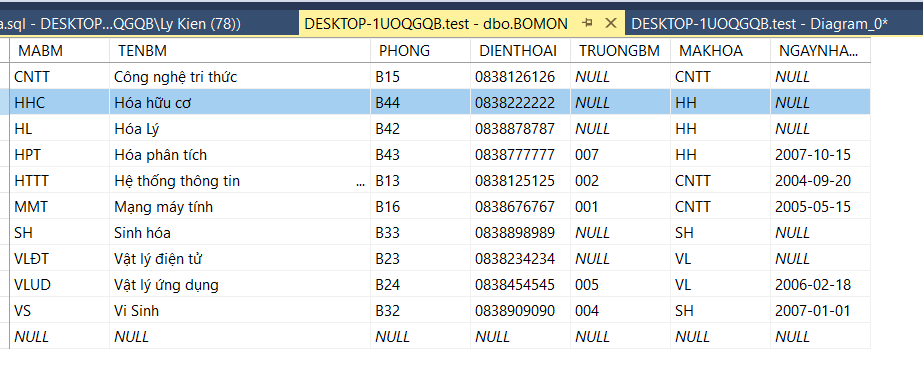 a.sql - DESKTOP...QGQB\Ly Kien (78)) DESKTOP-1UOQGQB.test - dbo.BOMON DESKTOP-1UOQGQB.test - Diagram_0*
MABM TENBM PHONG DIENTHOAI TRUONGBM MAKHOA NGAYNHA...
CNTT Công nghệ tri thức B15 0838126126 NULL CNTT NULL
HHC Hóa hữu cơ B44 0838222222 NULL HH NULL
HL Hóa Lý B42 0838878787 NULL HH NULL
HPT Hóa phân tích B43 0838777777 007 HH 2007-10-15
HTTT Hệ thống thông tin ... B13 0838125125 002 CNTT 2004-09-20
MMT Mạng máy tính B16 0838676767 001 CNTT 2005-05-15
SH Sinh hóa B33 0838898989 NULL SH NULL
VLĐT Vật lý điện tử B23 0838234234 NULL VL NULL
VLUD Vật lý ứng dụng B24 0838454545 005 VL 2006-02-18
VS Vi Sinh B32 0838909090 004 SH 2007-01-01
NULL NULL NULL NULL NULL NULL NULL